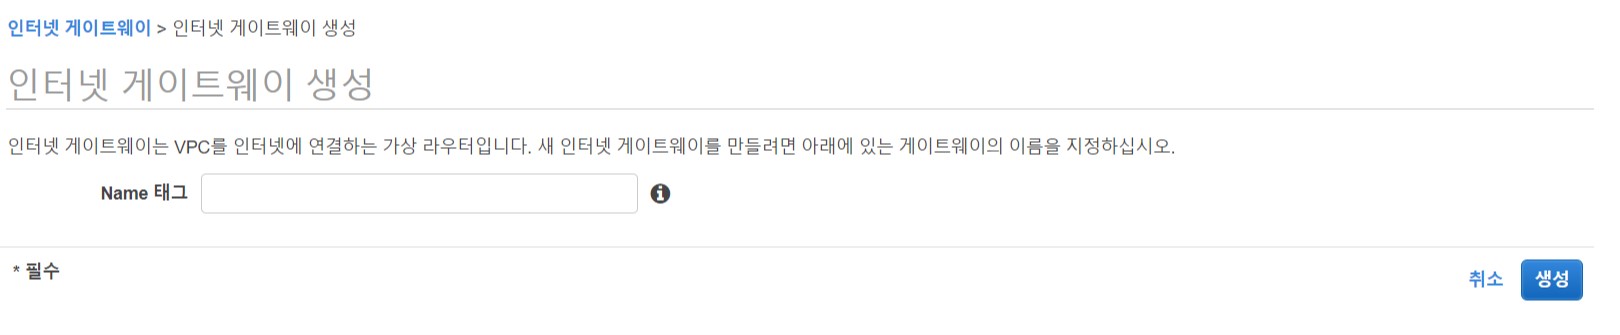 인터넷 게이트웨이 > 인터넷 게이트웨이 생성
인터넷 게이트웨이 생성
인터넷 게이트웨이는 VPC를 인터넷에 연결하는 가상 라우터입니다. 새 인터넷 게이트웨이를 만들려면 아래에 있는 게이트웨이의 이름을 지정하십시오.
Name 태그
* 필수
취소 생성